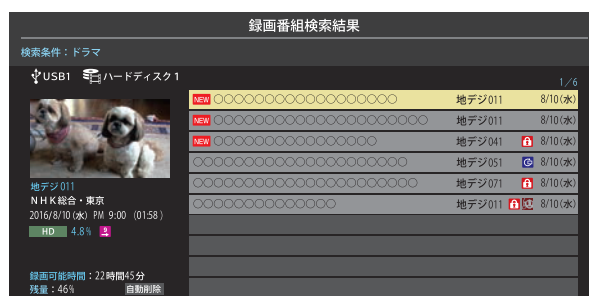 録画番組検索結果
検索条件：ドラマ
USB1 ハードディスク1
1／6
NEW ○○○○○○○○○○○○○○○○○○ 地デジ011 8/10(水)
NEW ○○○○○○○○○○○○○○○○○○○○○ 地デジ011 8/10(水)
NEW ○○○○○○○○○○○○○○○○ 地デジ041 8/10(水)
○○○○○○○○○○○○○○○○○○○○○ 地デジ051 8/10(水)
○○○○○○○○○○○○○○○○○○○○○○ 地デジ071 8/10(水)
○○○○○○○○○○○○○○ 地デジ011 8/10(水)
地デジ011
NHK総合・東京
2016/8/10(水) PM 9:00 (01:58)
HD 4.8%
録画可能時間：22時間45分
残量：46% 自動削除